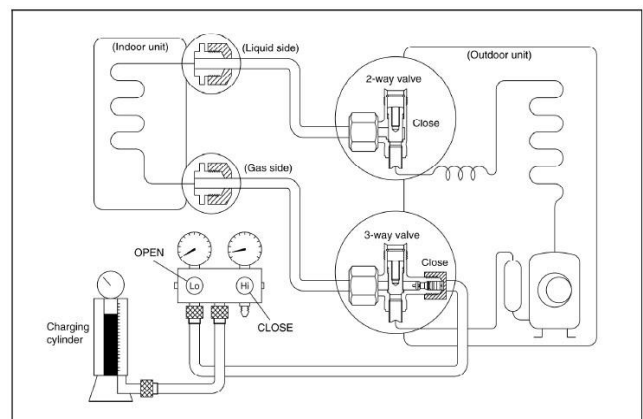 (Indoor unit)
(Liquid side)
(Outdoor unit)
2-way valve
Close
(Gas side)
3-way valve
Close
OPEN
Lo
Hi
CLOSE
Charging
cylinder